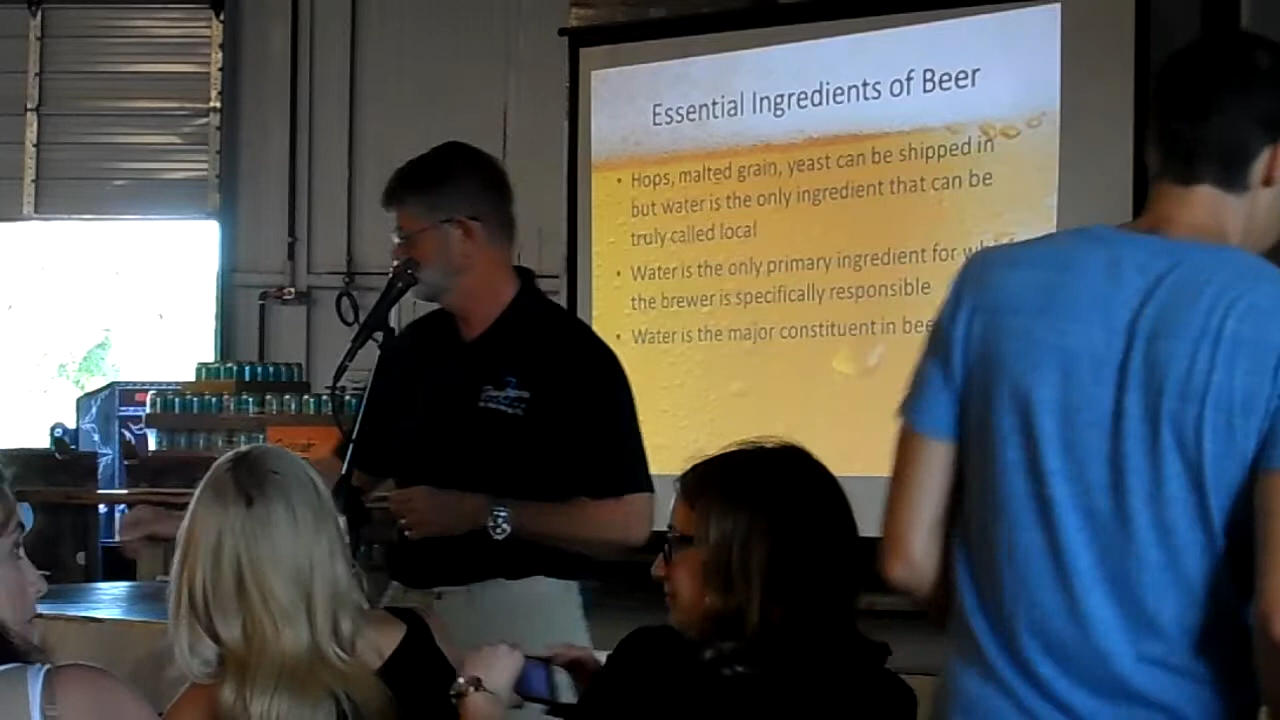 Essential Ingredients of Beer
• Hops, malted grain, yeast can be shipped in
but water is the only ingredient that can be
truly called local
• Water is the only primary ingredient for
the brewer is specifically responsible
• Water is the major constituent in